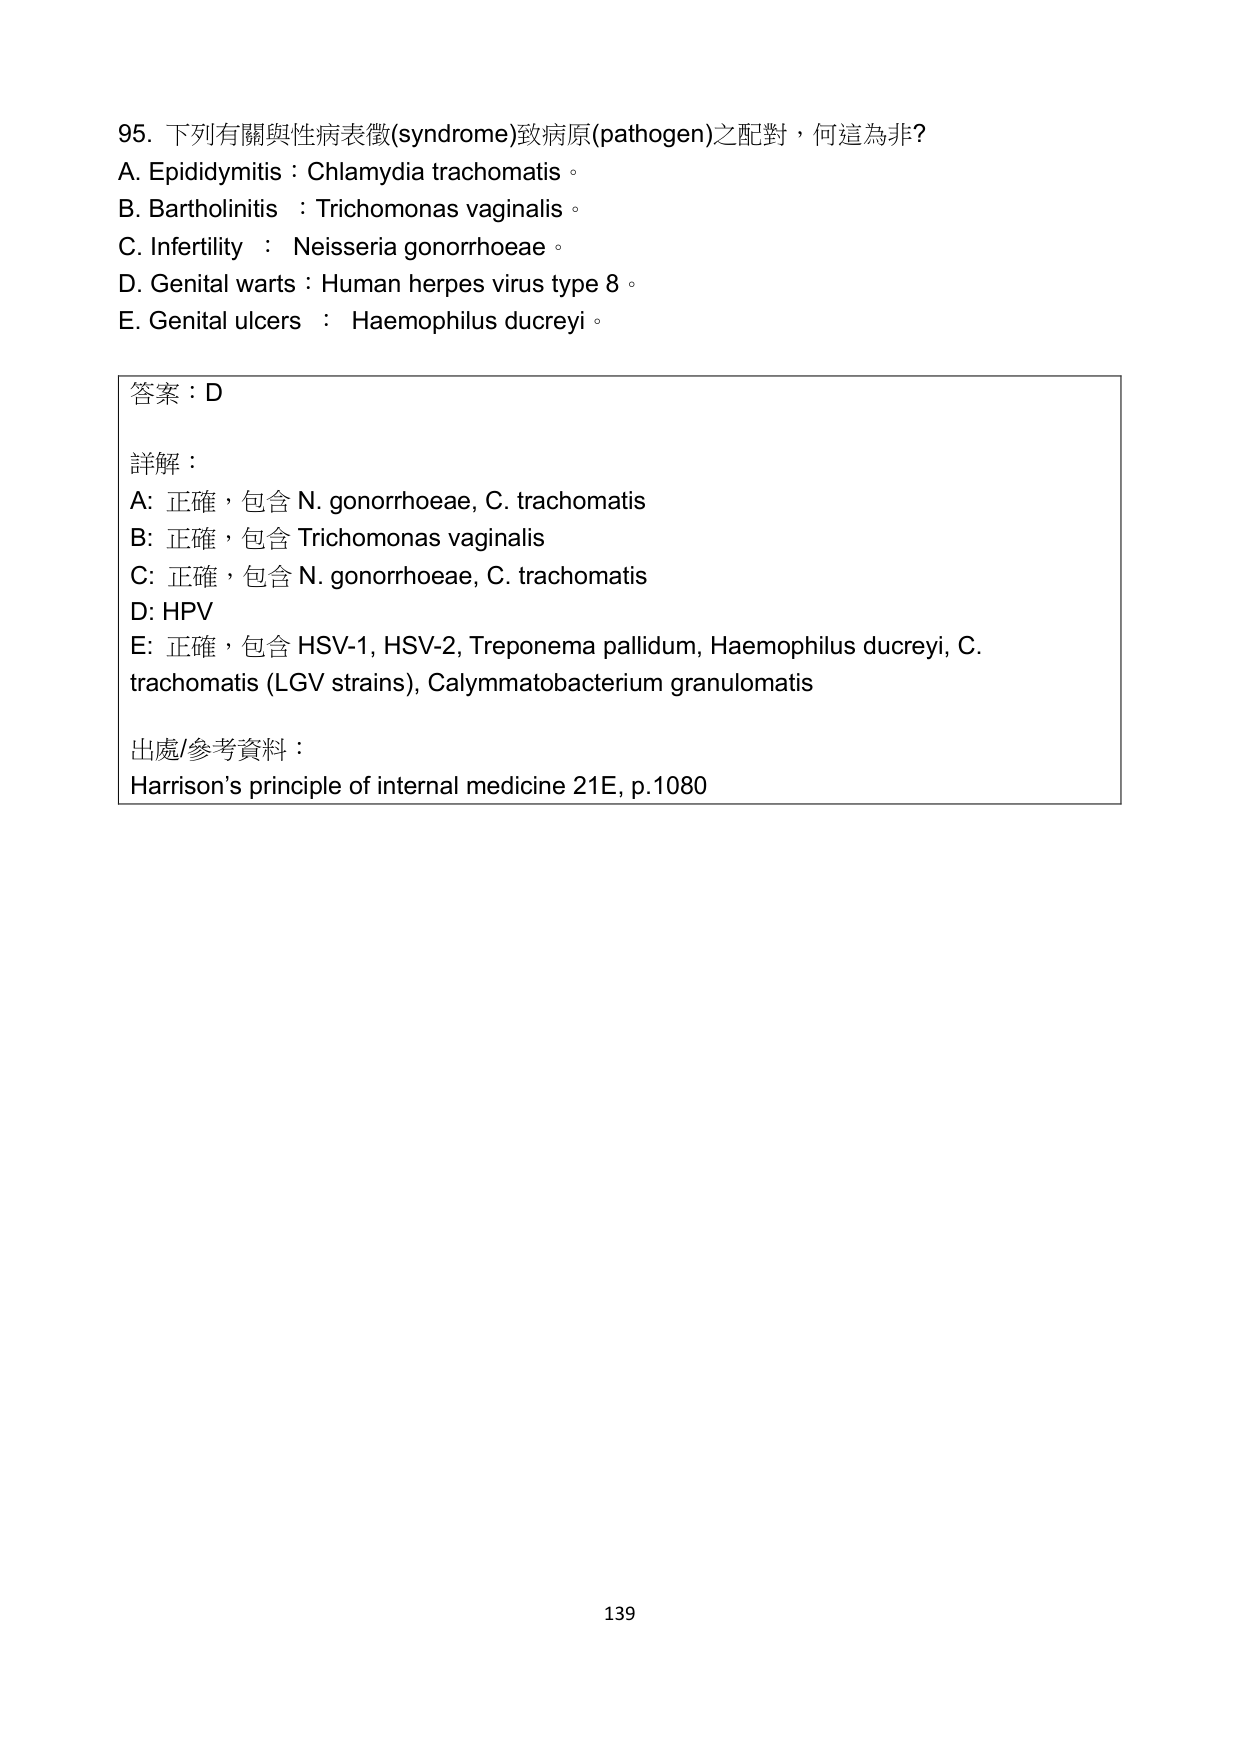 95. 下列有關與性病表徵(syndrome)致病原(pathogen)之配對，何這為非?
A. Epididymitis：Chlamydia trachomatis。
B. Bartholinitis ：Trichomonas vaginalis。
C. Infertility ： Neisseria gonorrhoeae。
D. Genital warts：Human herpes virus type 8。
E. Genital ulcers ： Haemophilus ducreyi。
答案：D
詳解：
A: 正確，包含 N. gonorrhoeae, C. trachomatis
B: 正確，包含 Trichomonas vaginalis
C: 正確，包含 N. gonorrhoeae, C. trachomatis
D: HPV
E: 正確，包含 HSV-1, HSV-2, Treponema pallidum, Haemophilus ducreyi, C.
trachomatis (LGV strains), Calymmatobacterium granulomatis
出處/參考資料：
Harrison’s principle of internal medicine 21E, p.1080
139